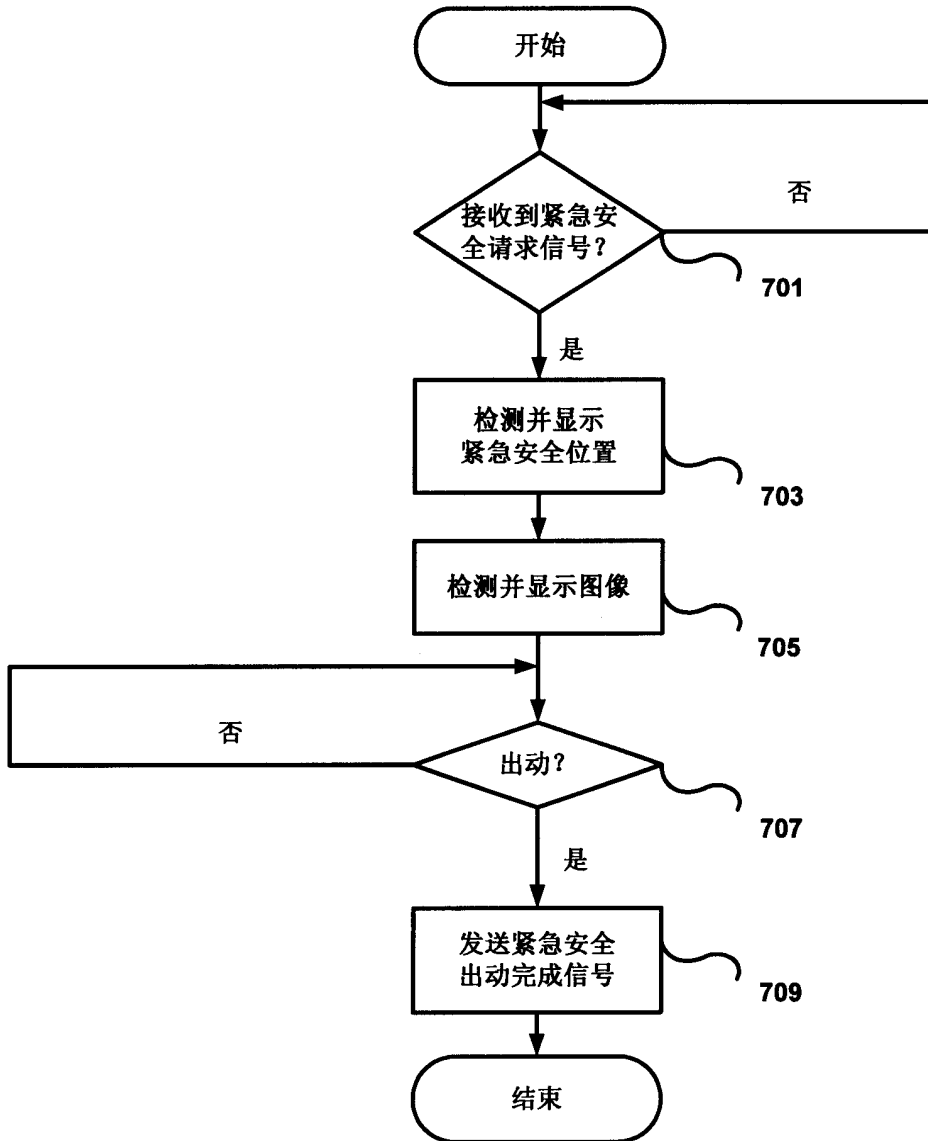 开始
否
接收到紧急安
全请求信号？
701
是
检测并显示
紧急安全位置
703
检测并显示图像
705
否
出动？
707
是
发送紧急安全
出动完成信号
709
结束